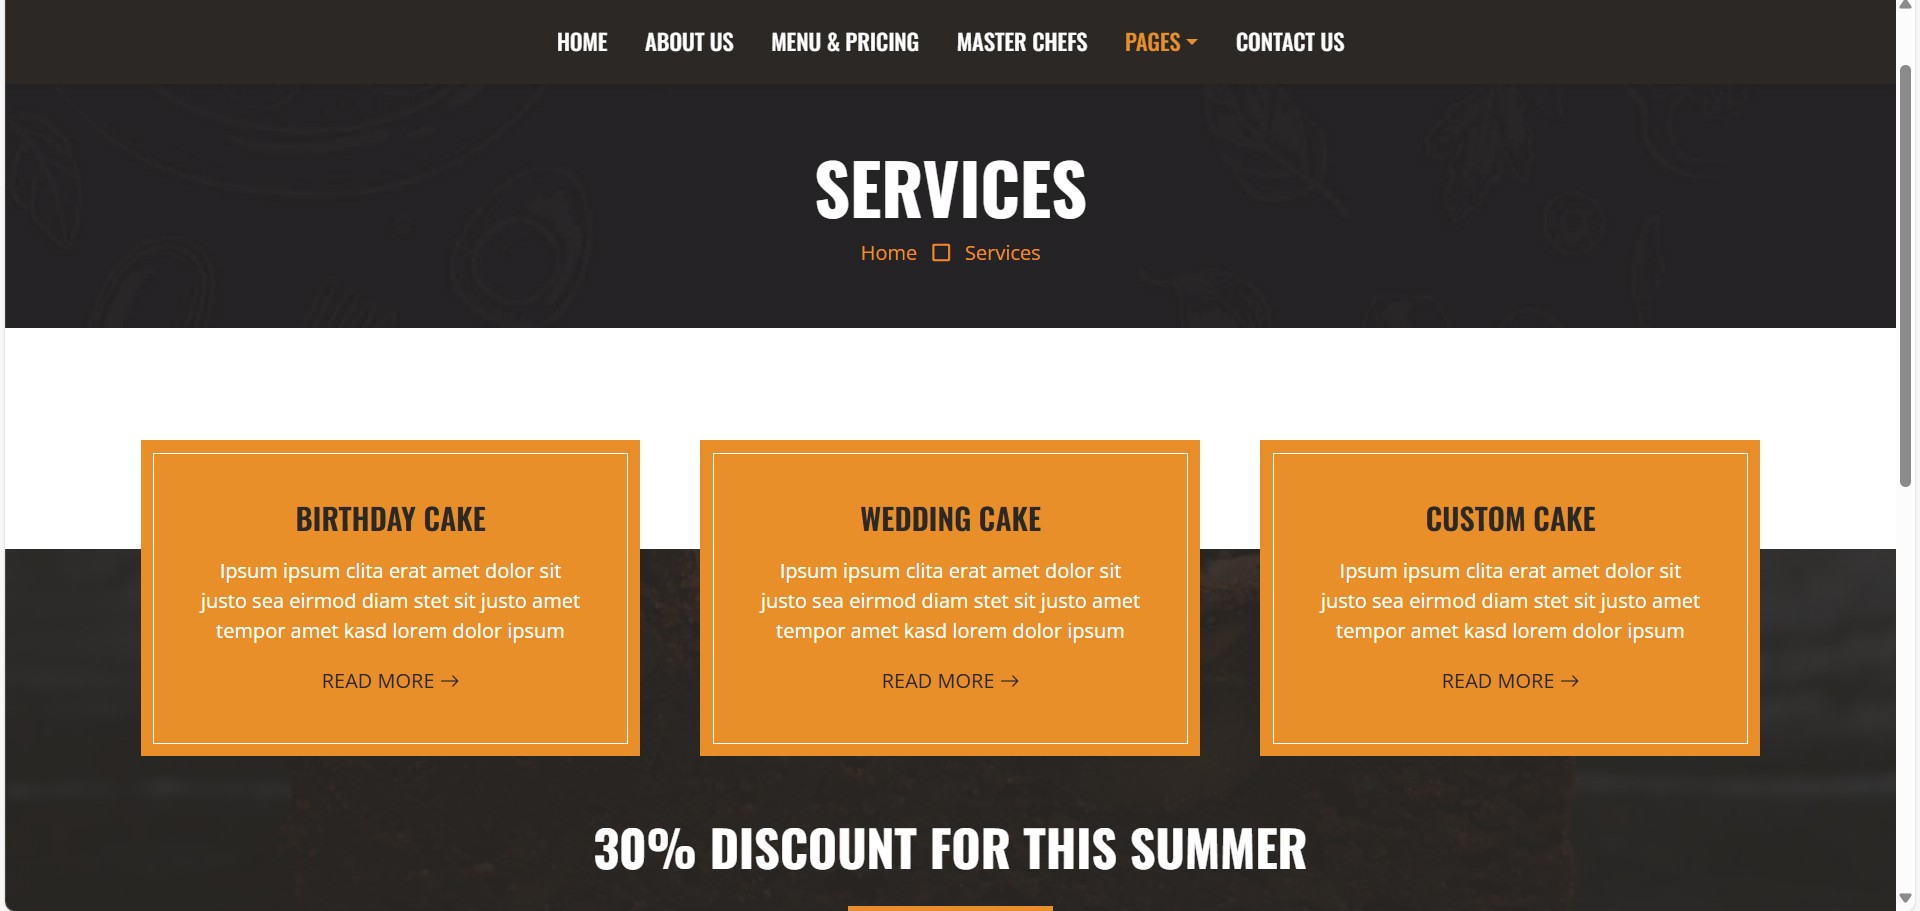 HOME ABOUT US MENU & PRICING MASTER CHEFS PAGES CONTACT US
SERVICES
Home Services
BIRTHDAY CAKE
Ipsum ipsum clita erat amet dolor sit
justo sea eirmod diam stet sit justo amet
tempor amet kasd lorem dolor ipsum
READ MORE →
WEDDING CAKE
Ipsum ipsum clita erat amet dolor sit
justo sea eirmod diam stet sit justo amet
tempor amet kasd lorem dolor ipsum
READ MORE →
CUSTOM CAKE
Ipsum ipsum clita erat amet dolor sit
justo sea eirmod diam stet sit justo amet
tempor amet kasd lorem dolor ipsum
READ MORE →
30% DISCOUNT FOR THIS SUMMER